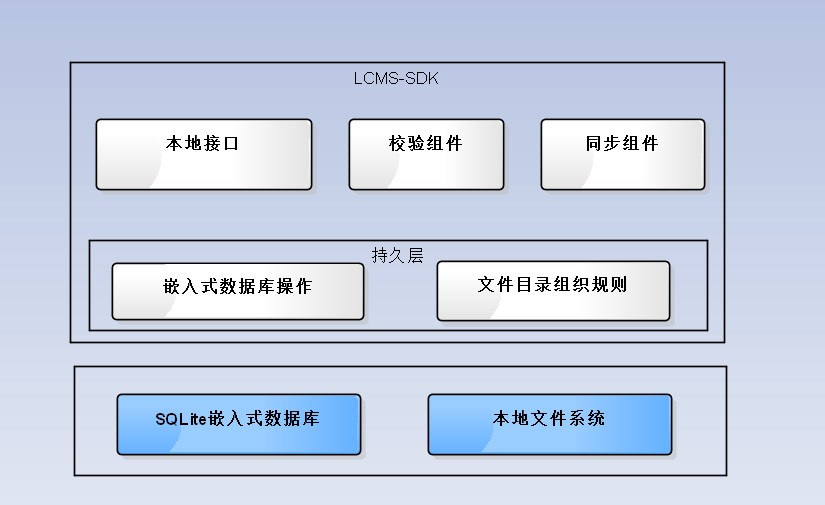 LCMS-SDK
本地接口
校验组件
同步组件
持久层
嵌入式数据库操作
文件目录组织规则
SQLite嵌入式数据库
本地文件系统